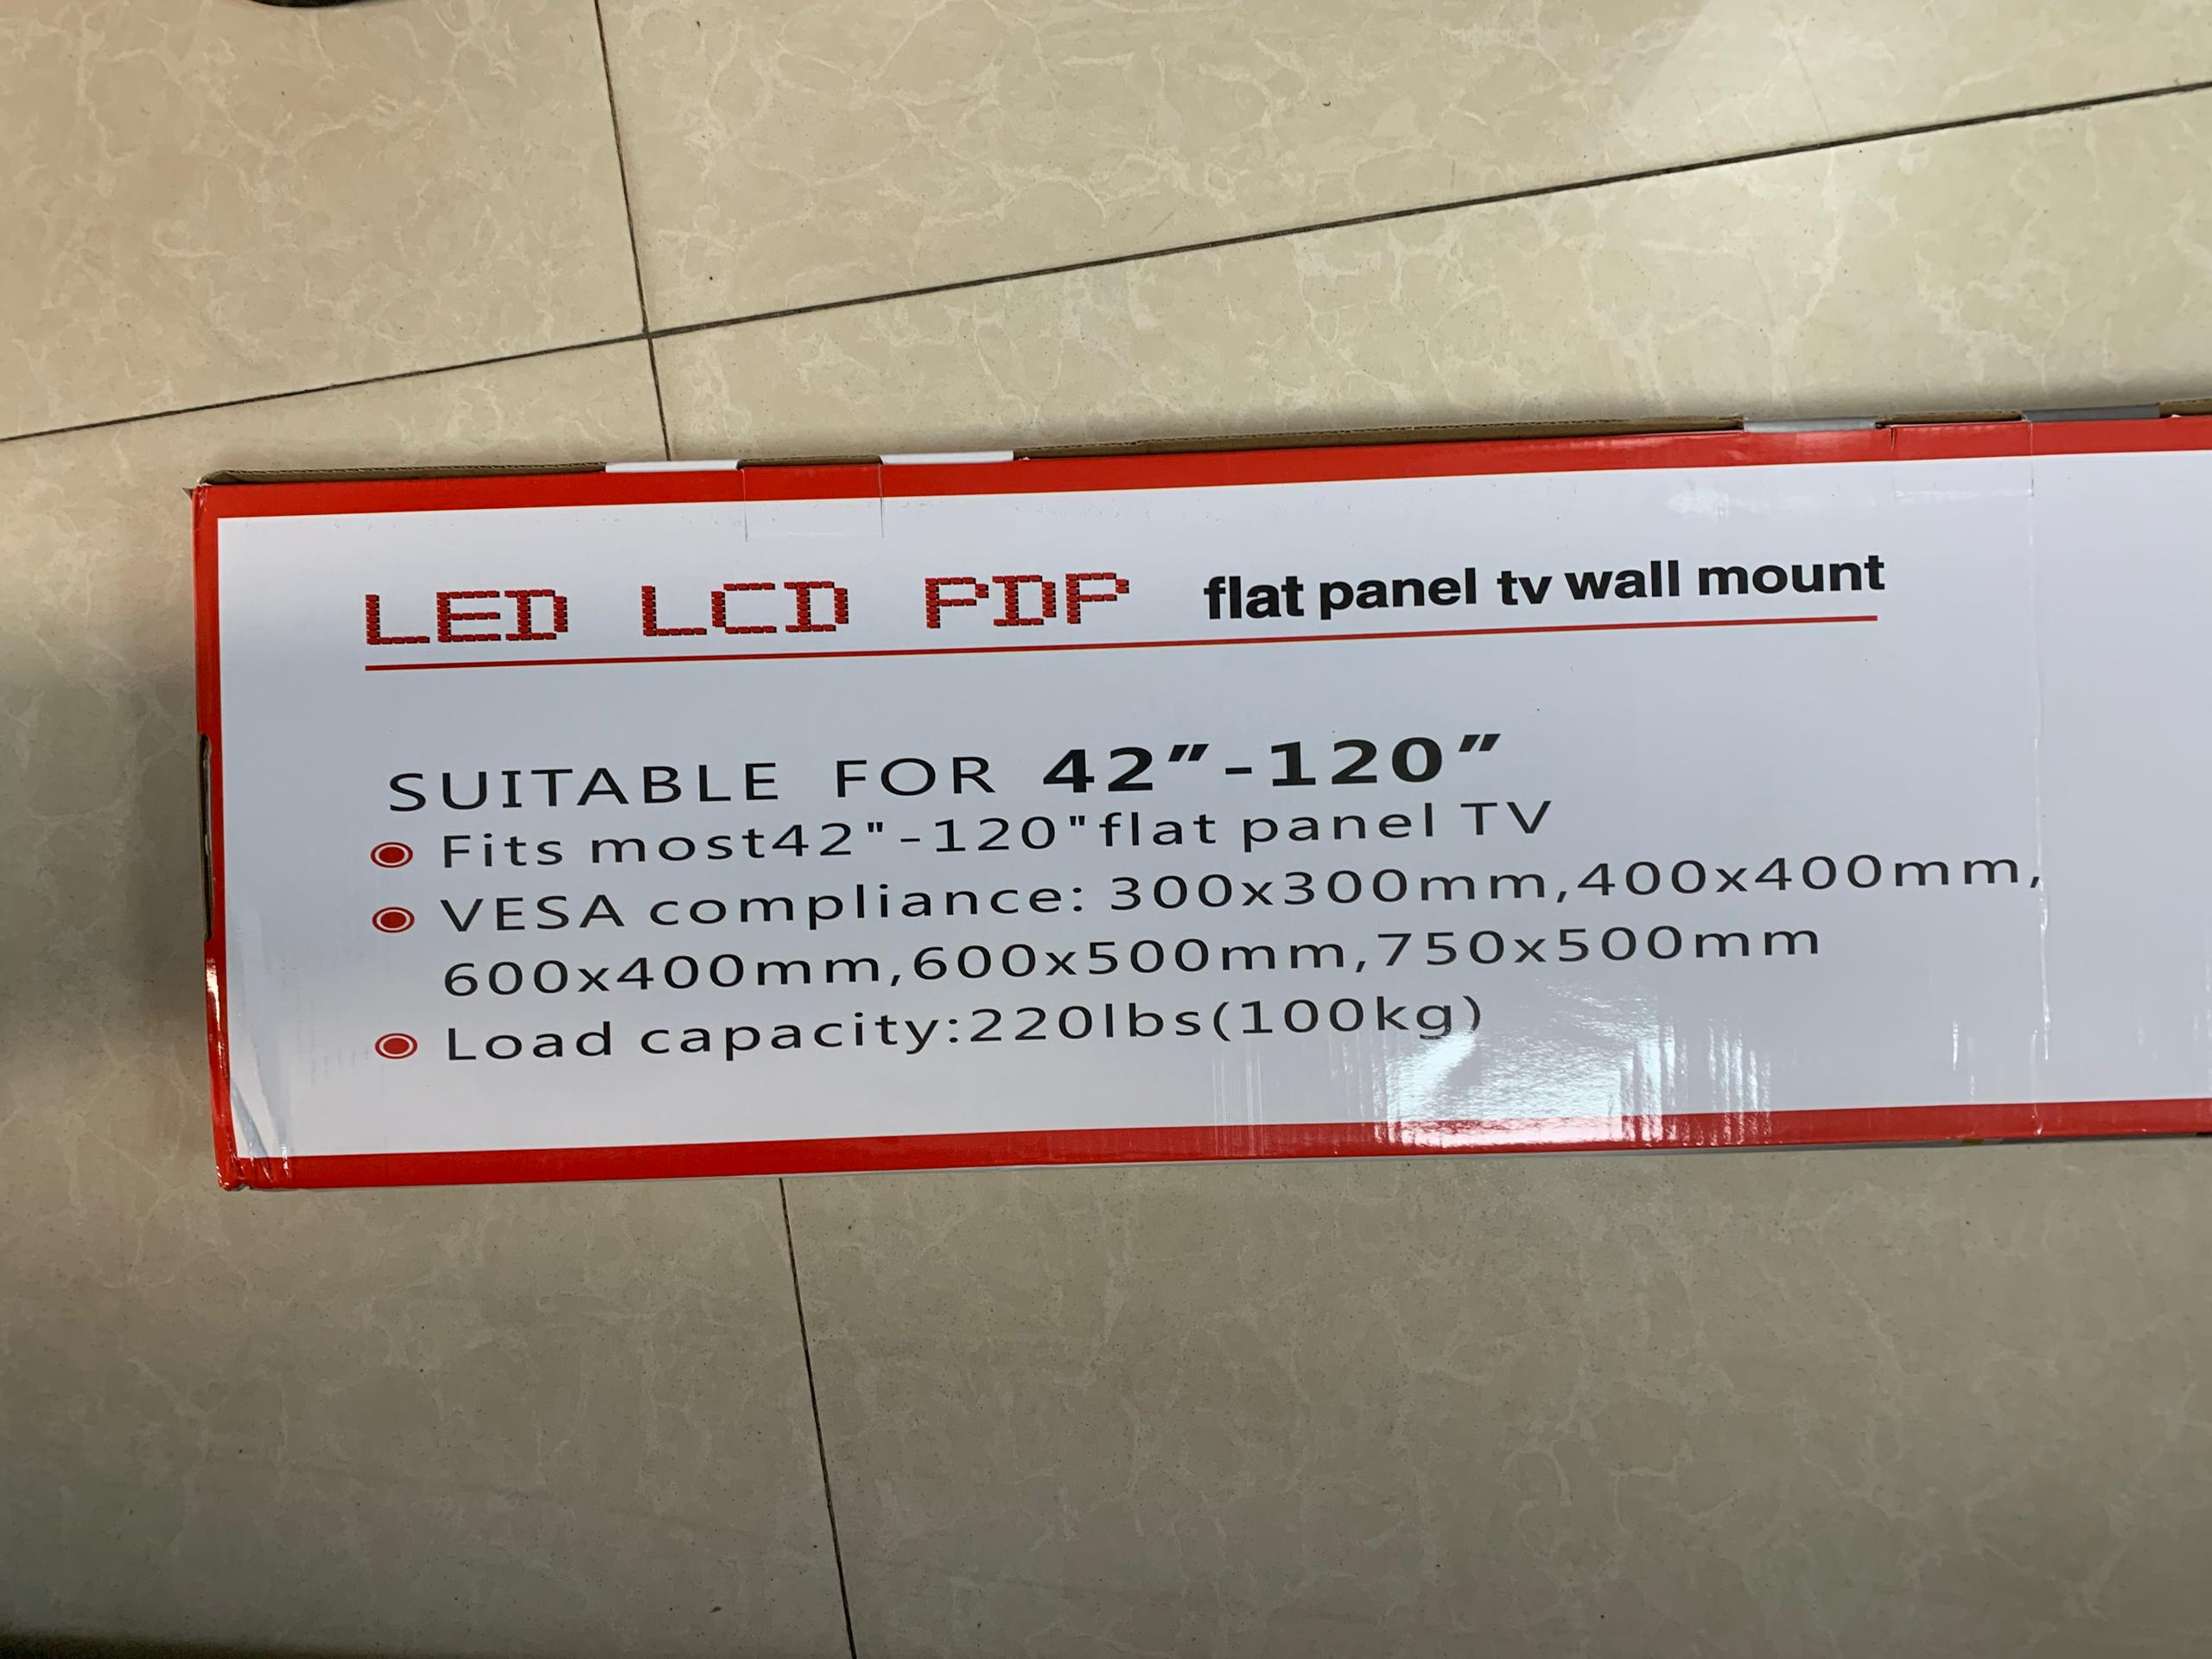 LED LCD PDP flat panel tv wall mount
SUITABLE FOR 42"-120"
Fits most42"-120"flat panel TV
VESA compliance: 300x300mm,400x400mm,
600x400mm,600x500mm,750x500mm
Load capacity:220lbs(100kg)